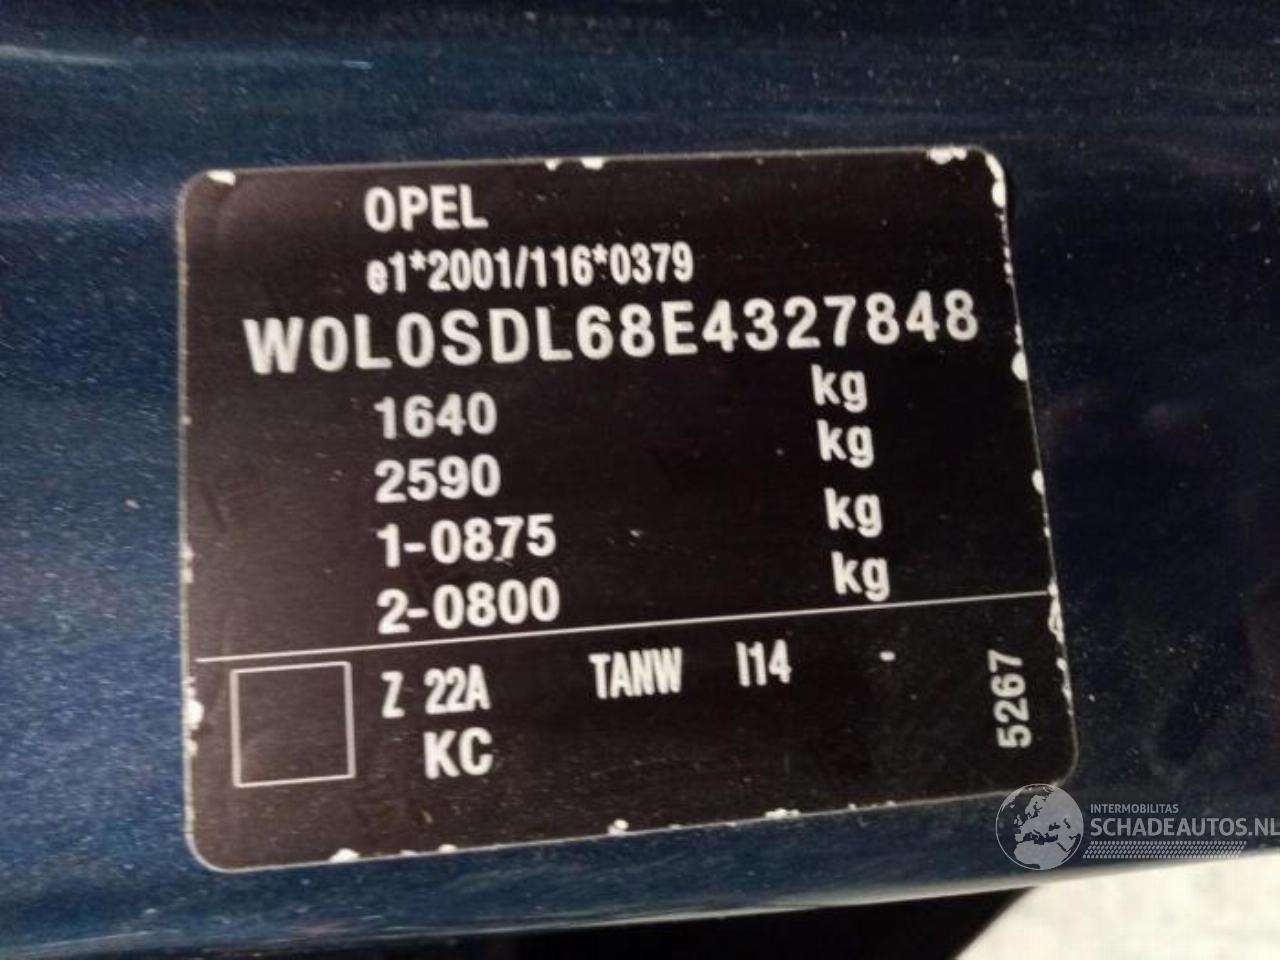 OPEL
e1*2001/116*0379
W0L0SDL68E4327848
1640 kg
2590 kg
1-0875 kg
2-0800 kg
Z 22A TANW I14 -
KC
5267
INTERMOBILITAS
SCHADEAUTOS.NL